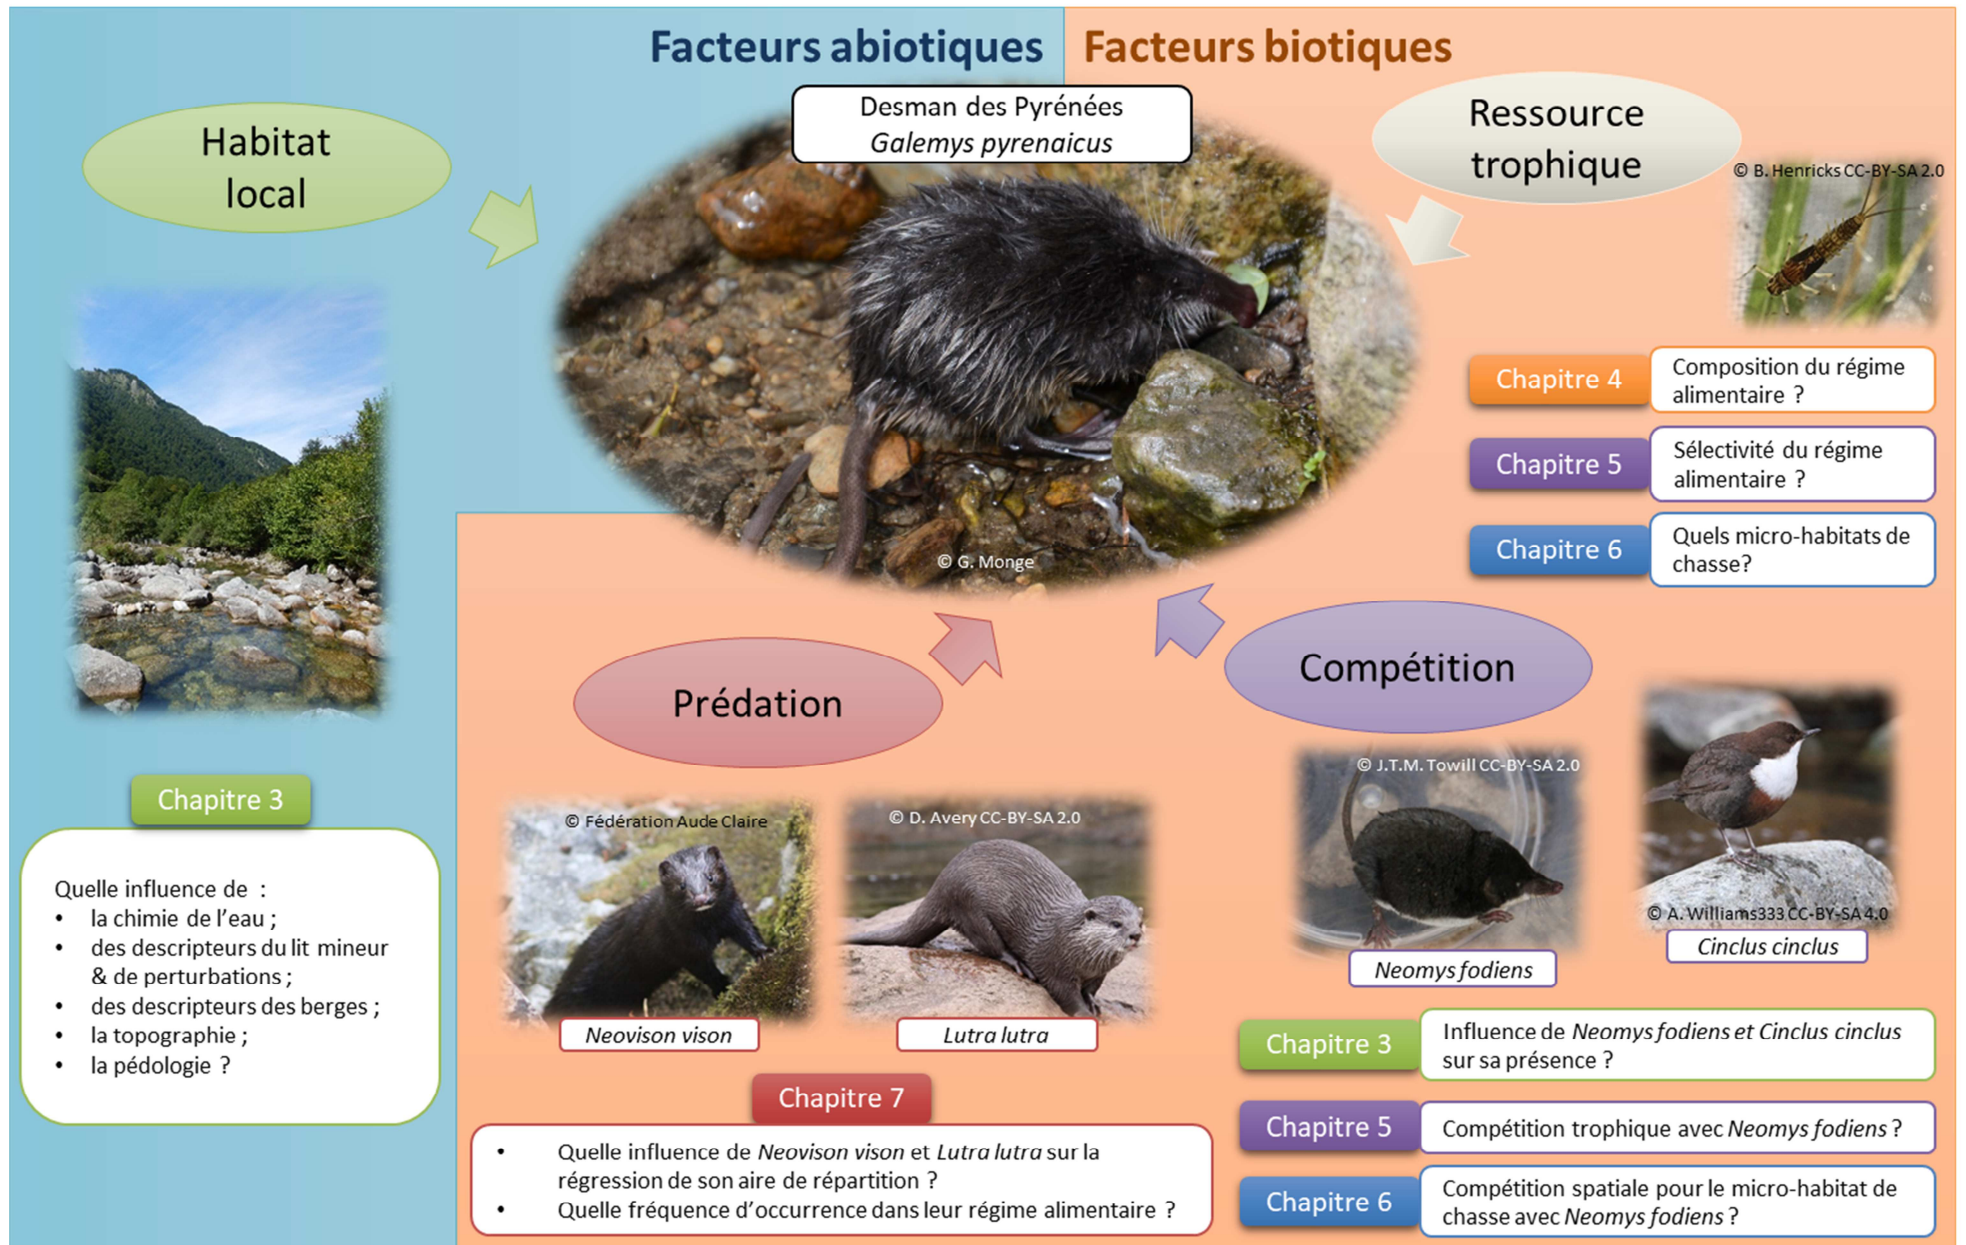 Facteurs abiotiques
Facteurs biotiques
Desman des Pyrénées
Galemys pyrenaicus
Habitat
local
Ressource
trophique
© B. Henricks CC-BY-SA 2.0
© G. Monge
Chapitre 4
Composition du régime
alimentaire ?
Chapitre 5
Sélectivité du régime
alimentaire ?
Chapitre 6
Quels micro-habitats de
chasse?
Chapitre 3
Quelle influence de :
• la chimie de l'eau ;
• des descripteurs du lit mineur
& de perturbations ;
• des descripteurs des berges ;
• la topographie ;
• la pédologie ?
Prédation
© Fédération Aude Claire
© D. Avery CC-BY-SA 2.0
Neovison vison
Lutra lutra
Chapitre 7
• Quelle influence de Neovison vison et Lutra lutra sur la
régression de son aire de répartition ?
• Quelle fréquence d'occurrence dans leur régime alimentaire ?
Compétition
© J.T.M. Towill CC-BY-SA 2.0
© A. Williams333 CC-BY-SA 4.0
Neomys fodiens
Cinclus cinclus
Chapitre 3
Influence de Neomys fodiens et Cinclus cinclus
sur sa présence ?
Chapitre 5
Compétition trophique avec Neomys fodiens ?
Chapitre 6
Compétition spatiale pour le micro-habitat de
chasse avec Neomys fodiens ?